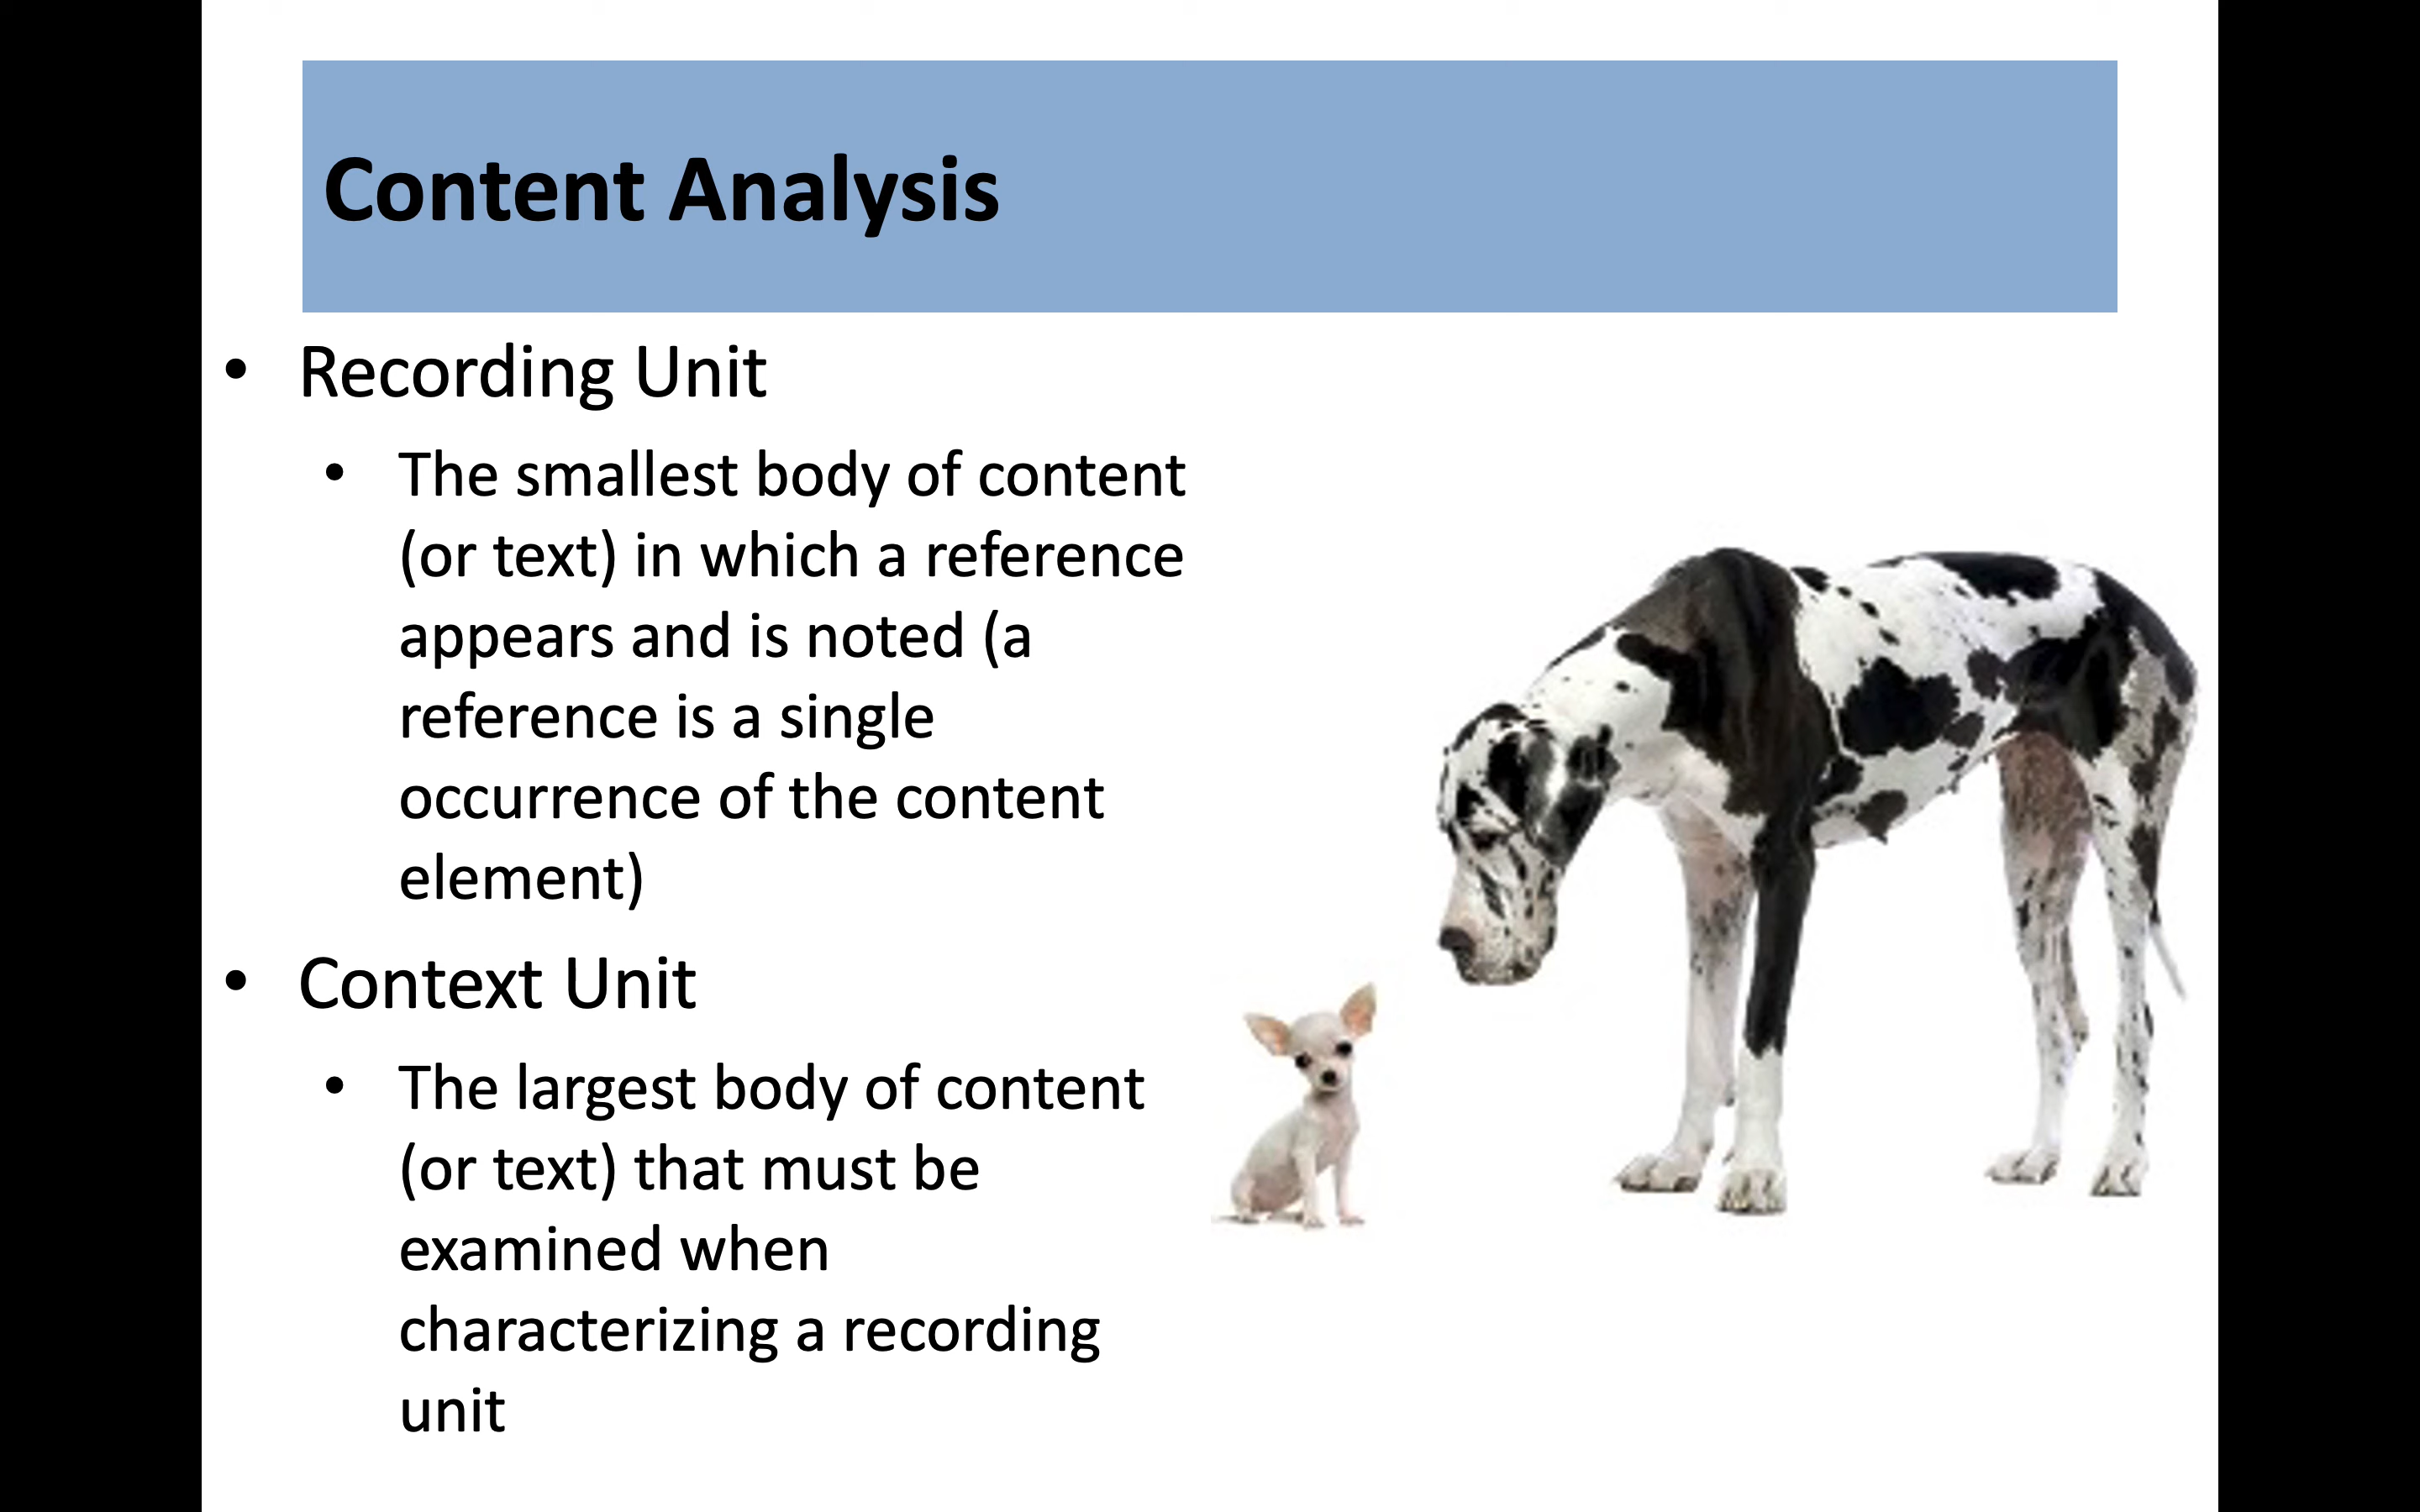 Content Analysis
• Recording Unit
• The smallest body of content
(or text) in which a reference
appears and is noted (a
reference is a single
occurrence of the content
element)
• Context Unit
• The largest body of content
(or text) that must be
examined when
characterizing a recording
unit